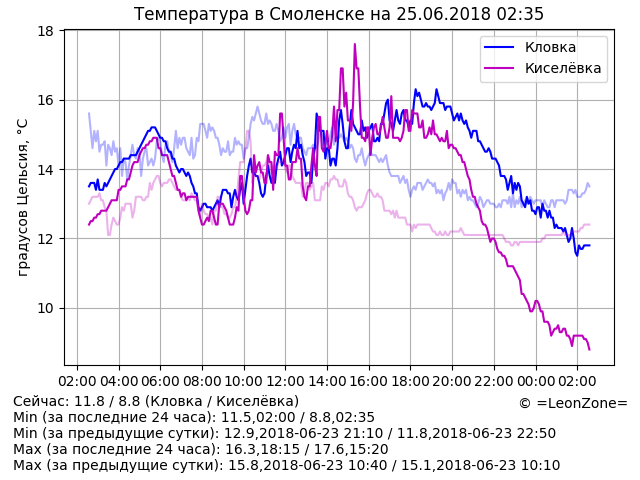 Температура в Смоленске на 25.06.2018 02:35
18
16
14
12
10
градусов Цельсия, °C
Кловка
Киселёвка
02:00 04:00 06:00 08:00 10:00 12:00 14:00 16:00 18:00 20:00 22:00 00:00 02:00
Сейчас: 11.8 / 8.8 (Кловка / Киселёвка)
© =LeonZone=
Min (за последние 24 часа): 11.5,02:00 / 8.8,02:35
Min (за предыдущие сутки): 12.9,2018-06-23 21:10 / 11.8,2018-06-23 22:50
Max (за последние 24 часа): 16.3,18:15 / 17.6,15:20
Max (за предыдущие сутки): 15.8,2018-06-23 10:40 / 15.1,2018-06-23 10:10